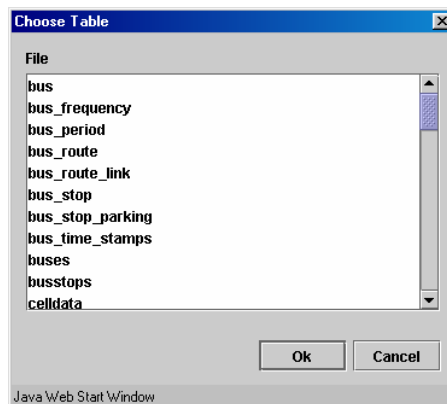 Choose Table
File
bus
bus_frequency
bus_period
bus_route
bus_route_link
bus_stop
bus_stop_parking
bus_time_stamps
buses
busstops
celldata
Ok Cancel
Java Web Start Window